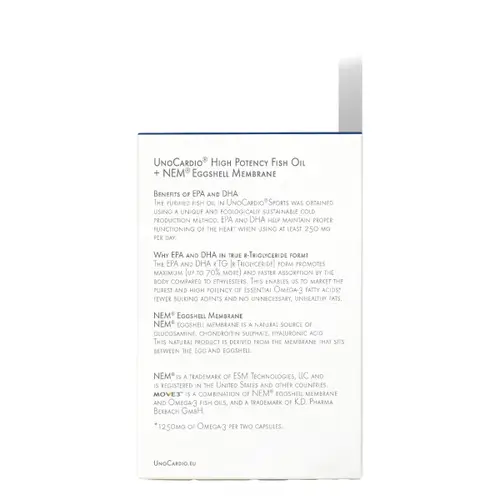 UnoCardio® High Potency Fish Oil
+ NEM® Eggshell Membrane
Benefits of EPA and DHA
The purified fish oil in UnoCardio® Sports was obtained
using a unique and ecologically sustainable cold
production method. EPA and DHA help maintain proper
functioning of the heart when using at least 250 mg
per day.
Why EPA and DHA in true r-Triglyceride form?
The EPA and DHA rTG (r-Triglyceride) form promotes
maximum (up to 70% more) and faster absorption by the
body compared to ethylesters. This enables us to market the
purest and high potency of essential Omega-3 fatty acids*
fewer bulking agents and no unnecessary, unhealthy fats.
NEM® Eggshell Membrane
NEM® eggshell membrane is a natural source of
glucosamine, chondroitin sulphate, hyaluronic acid
This natural product is derived from the membrane that sits
between the egg and eggshell.
NEM® is a trademark of ESM Technologies, LLC and
is registered in the United States and other countries.
MOVE3® is a combination of NEM® eggshell membrane
and Omega-3 fish oils, and a trademark of K.D. Pharma
Bexbach GmbH.
*1250mg of Omega-3 per two capsules.
UnoCardio.eu